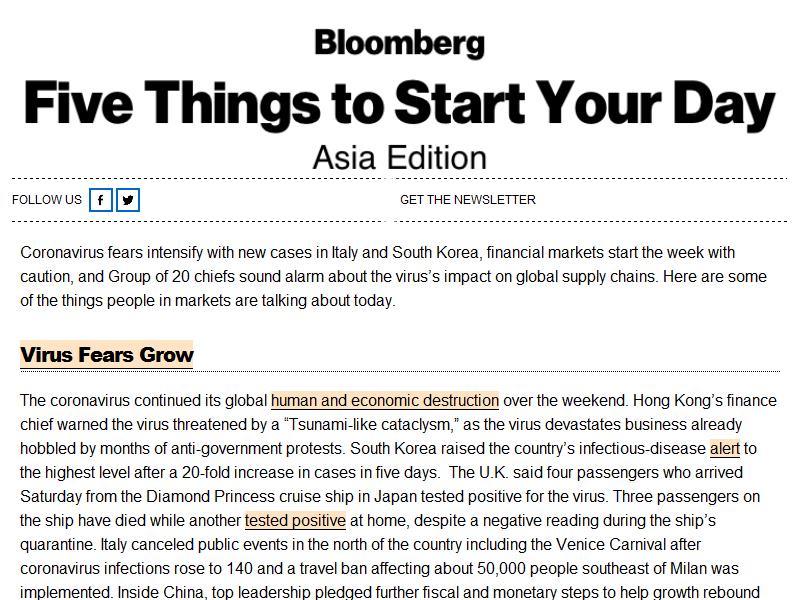 Bloomberg
Five Things to Start Your Day
Asia Edition
FOLLOW US
GET THE NEWSLETTER
Coronavirus fears intensify with new cases in Italy and South Korea, financial markets start the week with
caution, and Group of 20 chiefs sound alarm about the virus’s impact on global supply chains. Here are some
of the things people in markets are talking about today.
Virus Fears Grow
The coronavirus continued its global human and economic destruction over the weekend. Hong Kong’s finance
chief warned the virus threatened by a “Tsunami-like cataclysm,” as the virus devastates business already
hobbled by months of anti-government protests. South Korea raised the country’s infectious-disease alert to
the highest level after a 20-fold increase in cases in five days.  The U.K. said four passengers who arrived
Saturday from the Diamond Princess cruise ship in Japan tested positive for the virus. Three passengers on
the ship have died while another tested positive at home, despite a negative reading during the ship’s
quarantine. Italy canceled public events in the north of the country including the Venice Carnival after
coronavirus infections rose to 140 and a travel ban affecting about 50,000 people southeast of Milan was
implemented. Inside China, top leadership pledged further fiscal and monetary steps to help growth rebound